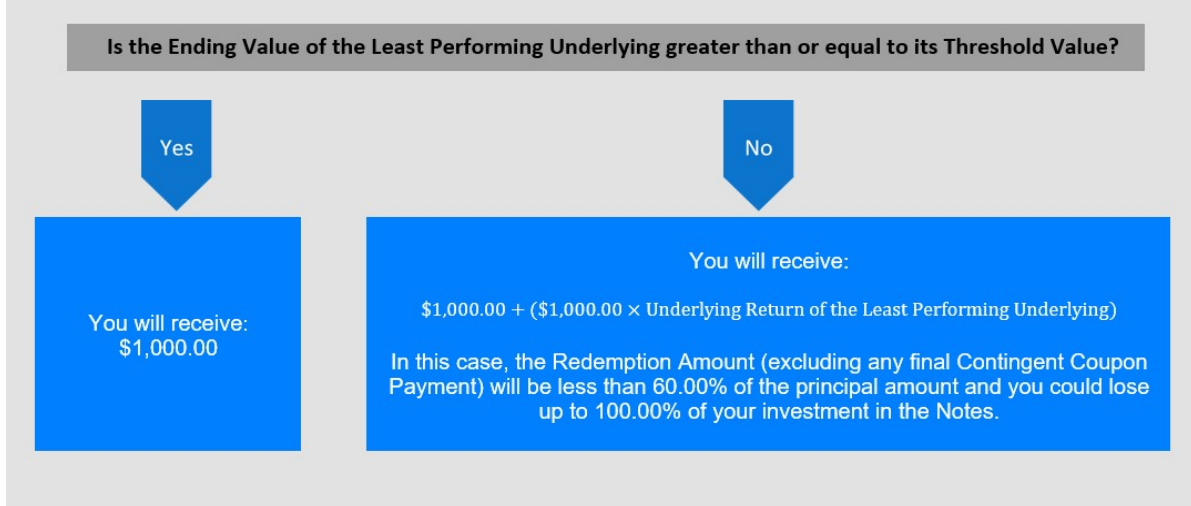 Is the Ending Value of the Least Performing Underlying greater than or equal to its Threshold Value?
Yes
No
You will receive:
$1,000.00
You will receive:
$1,000.00 + ($1,000.00 × Underlying Return of the Least Performing Underlying)
In this case, the Redemption Amount (excluding any final Contingent Coupon
Payment) will be less than 60.00% of the principal amount and you could lose
up to 100.00% of your investment in the Notes.